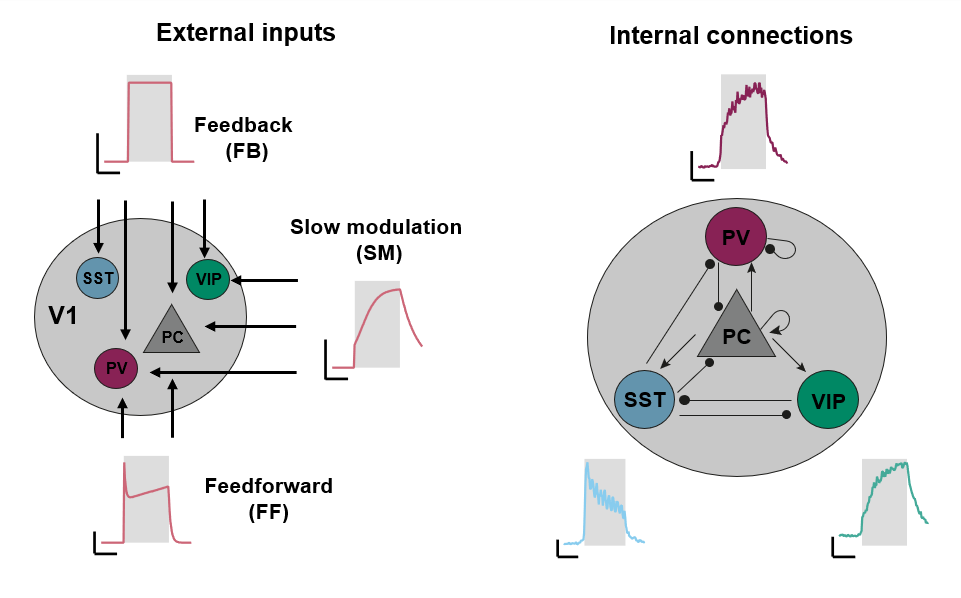 External inputs
Feedback
(FB)
Slow modulation
(SM)
SST
VIP
V1
PC
PV
Feedforward
(FF)
Internal connections
PV
PC
SST
VIP